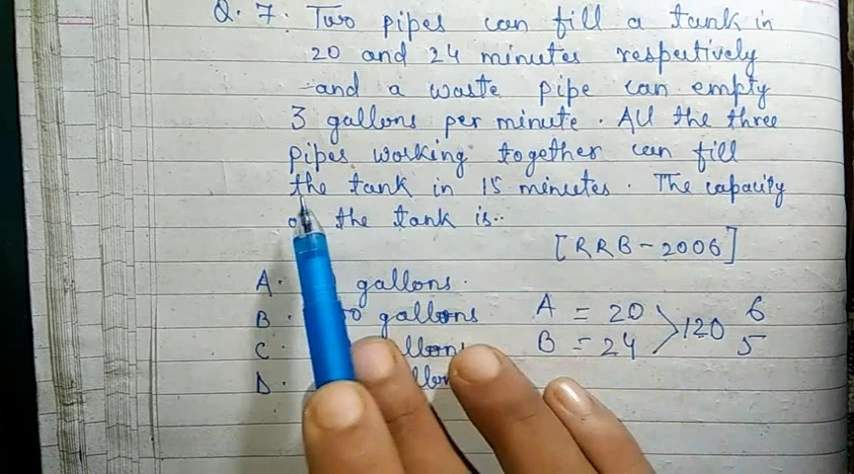 Q. 7. Two pipes can fill a tank in
20 and 24 minutes respectively
and a waste pipe can empty
3 gallons per minute. All the three
pipes working together can fill
the tank in 15 minutes. The capacity
the tank is..
[RRB-2006]
A. gallons.
B. gallons
C.
D.
A = 20 120 6
B = 24 5